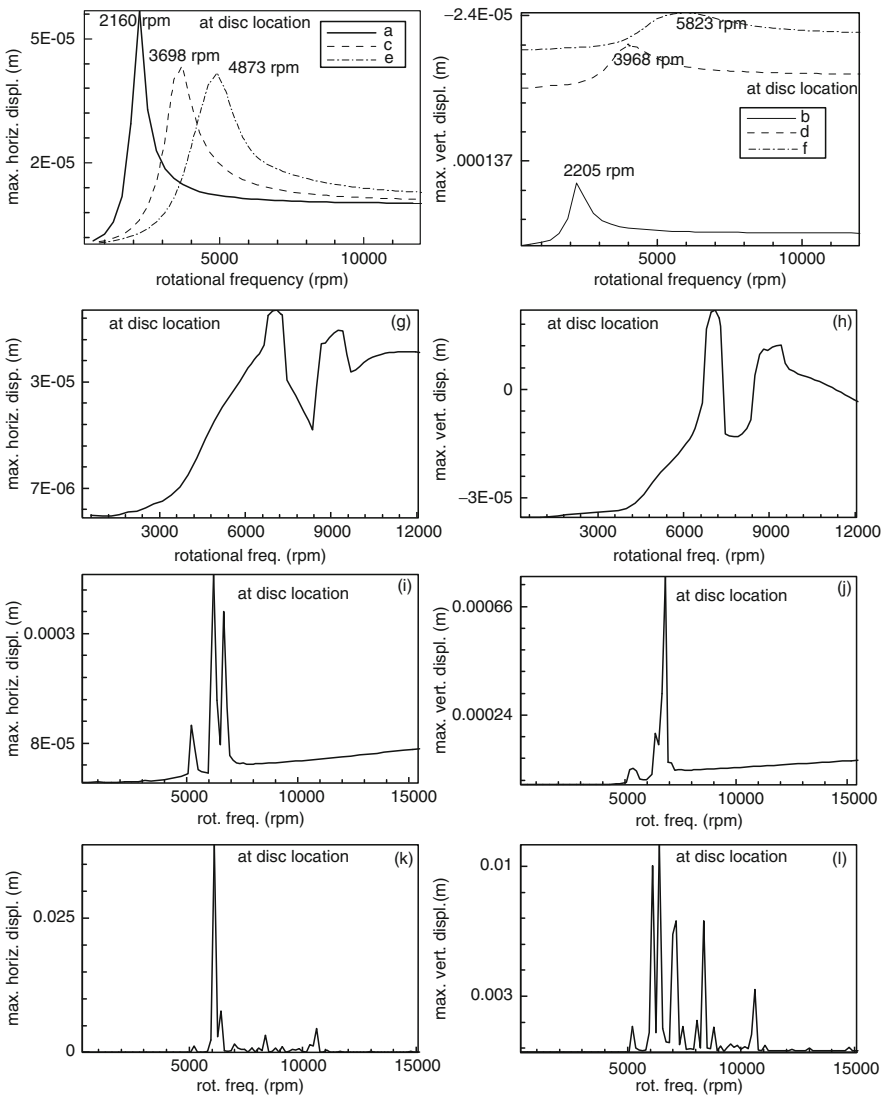 2160 rpm
at disc location
a
c
e
3698 rpm
4873 rpm
5E-05
2E-05
max. horiz. displ. (m)
5000
10000
rotational frequency (rpm)
−2.4E-05
5823 rpm
3968 rpm
at disc location
b
d
f
.000137
2205 rpm
max. vert. displ. (m)
5000
10000
rotational frequency (rpm)
at disc location
(g)
3E-05
7E-06
max. horiz. disp. (m)
3000
6000
9000
12000
rotational freq. (rpm)
at disc location
(h)
0
−3E-05
max. vert. disp. (m)
3000
6000
9000
12000
rotational freq. (rpm)
at disc location
(i)
0.0003
8E-05
max. horiz. displ. (m)
5000
10000
15000
rot. freq. (rpm)
at disc location
(j)
0.00066
0.00024
max. vert. displ. (m)
5000
10000
15000
rot. freq. (rpm)
at disc location
(k)
0.025
0
max. horiz. displ. (m)
5000
10000
15000
rot. freq. (rpm)
at disc location
(l)
0.01
0.003
max. vert. displ.(m)
5000
10000
15000
rot. freq. (rpm)